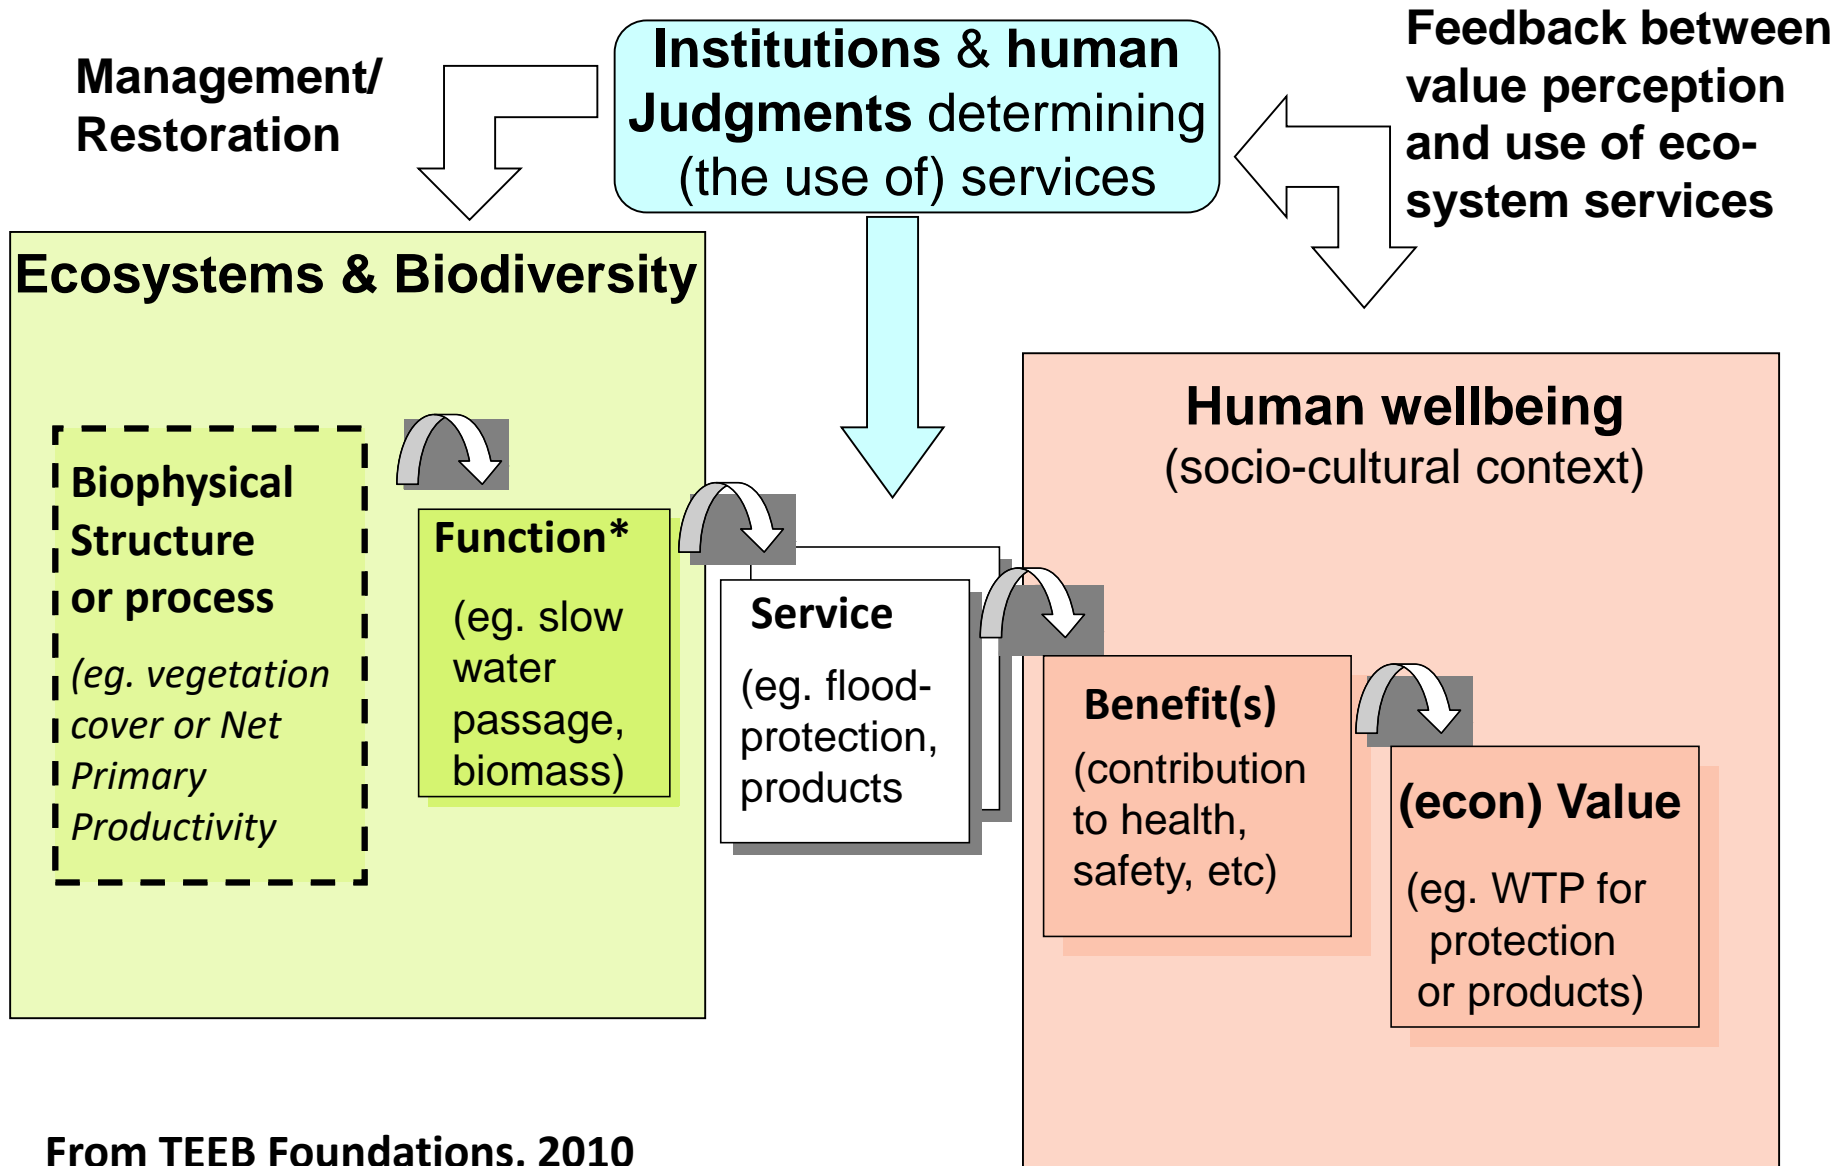 Management/
Restoration
Institutions & human
Judgments determining
(the use of) services
Feedback between
value perception
and use of eco-
system services
Ecosystems & Biodiversity
Biophysical
Structure
or process
(eg. vegetation
cover or Net
Primary
Productivity
Function*
(eg. slow
water
passage,
biomass)
Service
(eg. flood-
protection,
products
Human wellbeing
(socio-cultural context)
Benefit(s)
(contribution
to health,
safety, etc)
(econ) Value
(eg. WTP for
protection
or products)
From TEEB Foundations, 2010